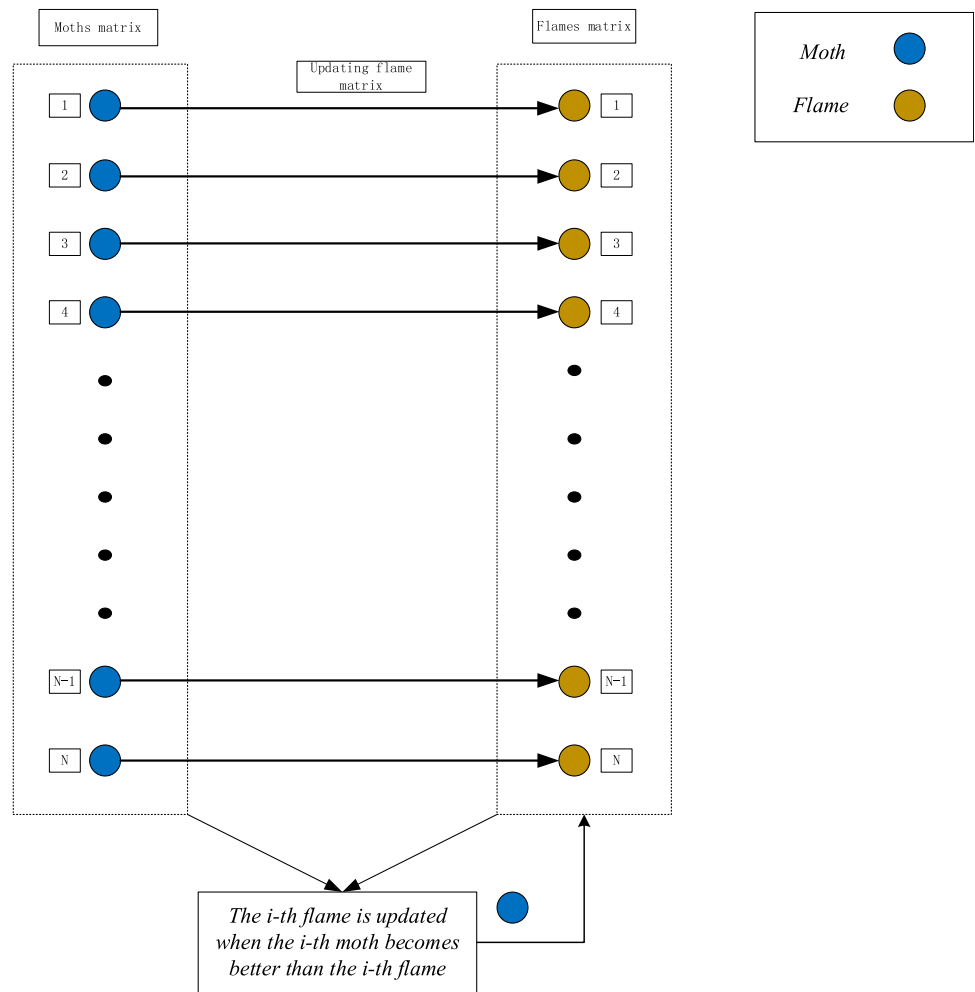 Moths matrix
Flames matrix
Moth
Flame
Updating flame
matrix
1
1
2
2
3
3
4
4
N-1
N-1
N
N
The i-th flame is updated
when the i-th moth becomes
better than the i-th flame